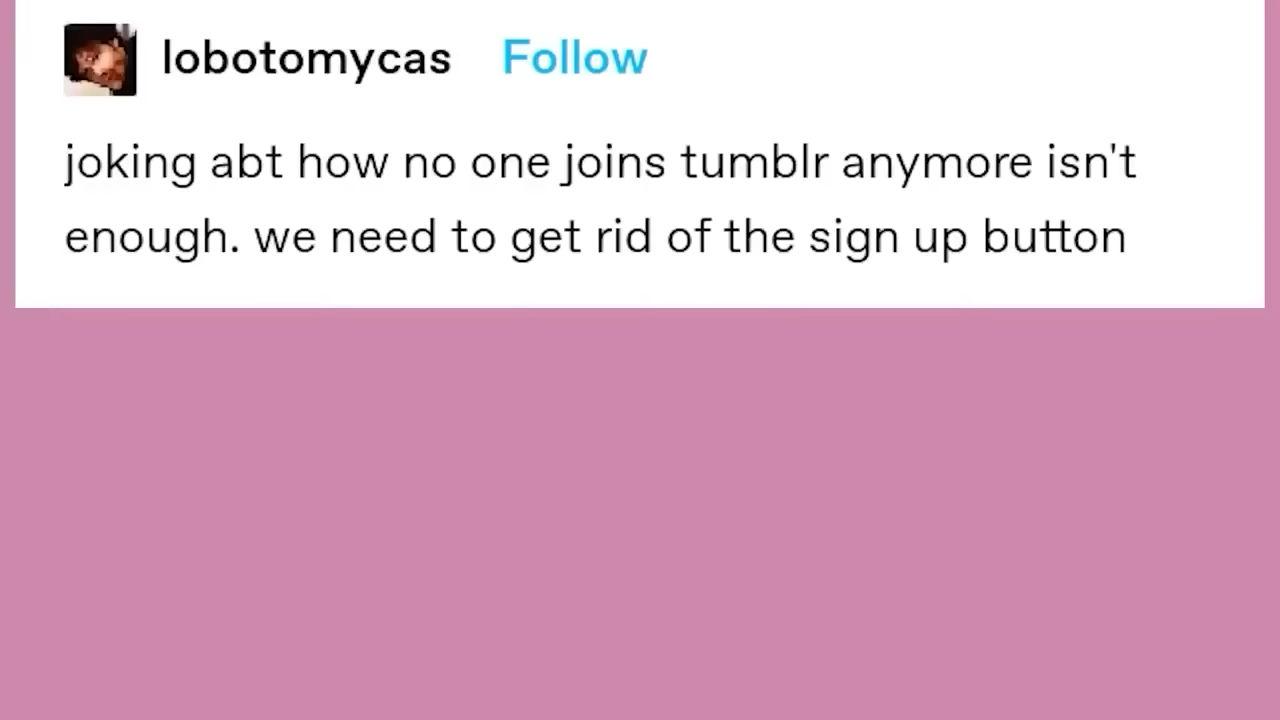 lobotomycas Follow
joking abt how no one joins tumblr anymore isn't
enough. we need to get rid of the sign up button